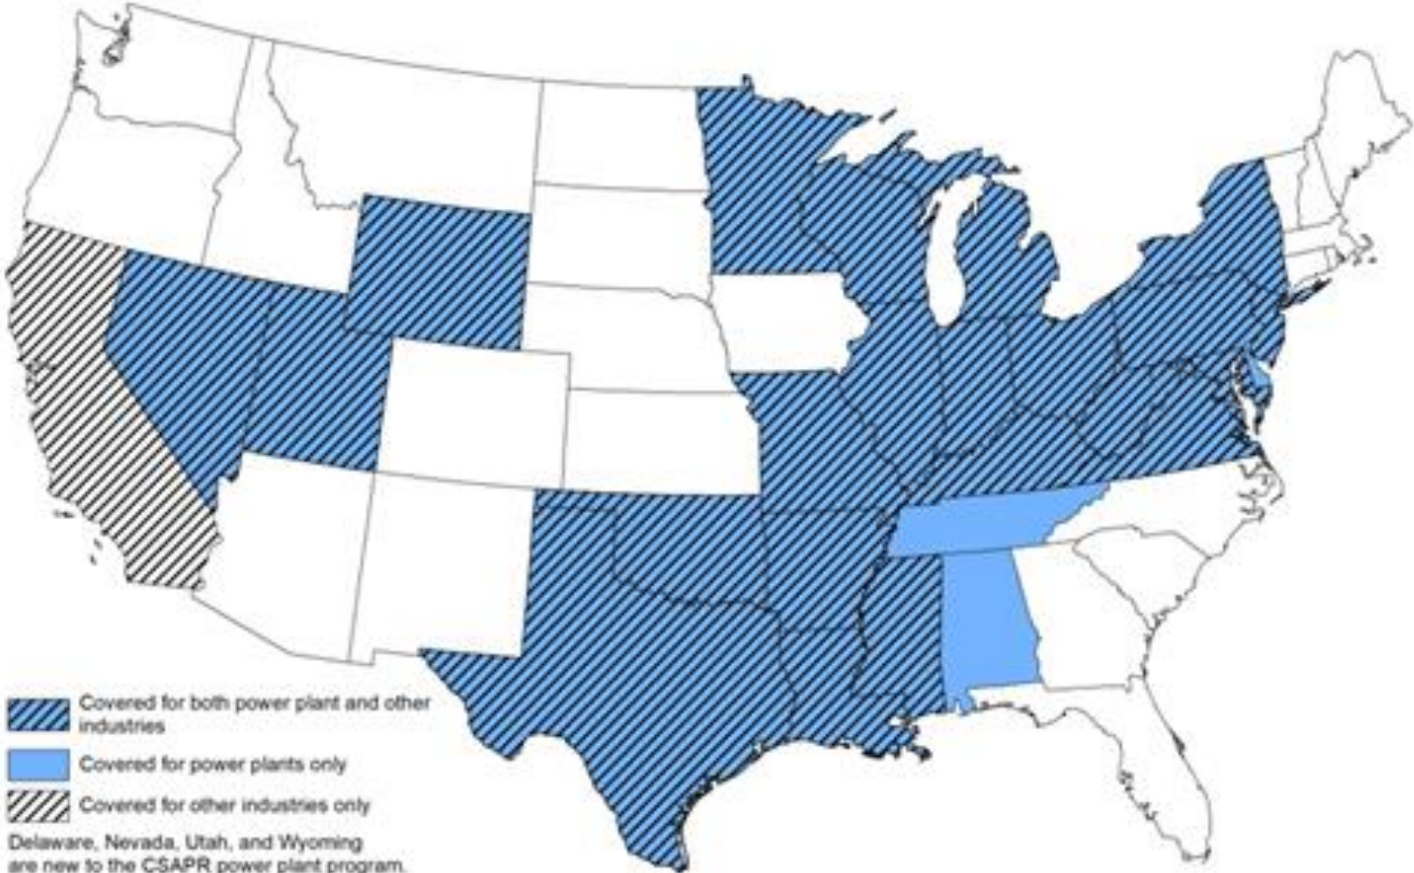 Covered for both power plant and other
industries
Covered for power plants only
Covered for other industries only
Delaware, Nevada, Utah, and Wyoming
are new to the CSAPR power plant program.